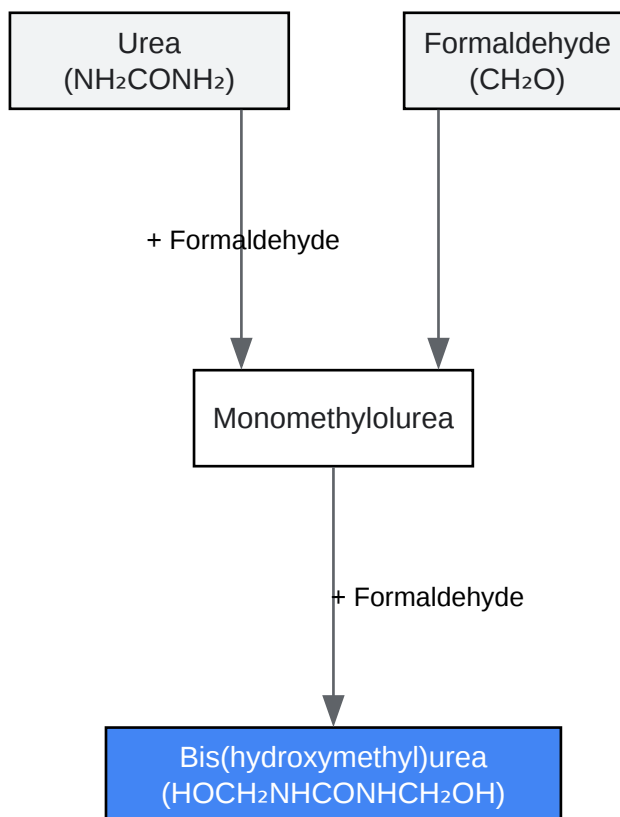 Urea
(NH₂CONH₂)
Formaldehyde
(CH₂O)
+ Formaldehyde
Monomethylolurea
+ Formaldehyde
Bis(hydroxymethyl)urea
(HOCH₂NHCONHCH₂OH)